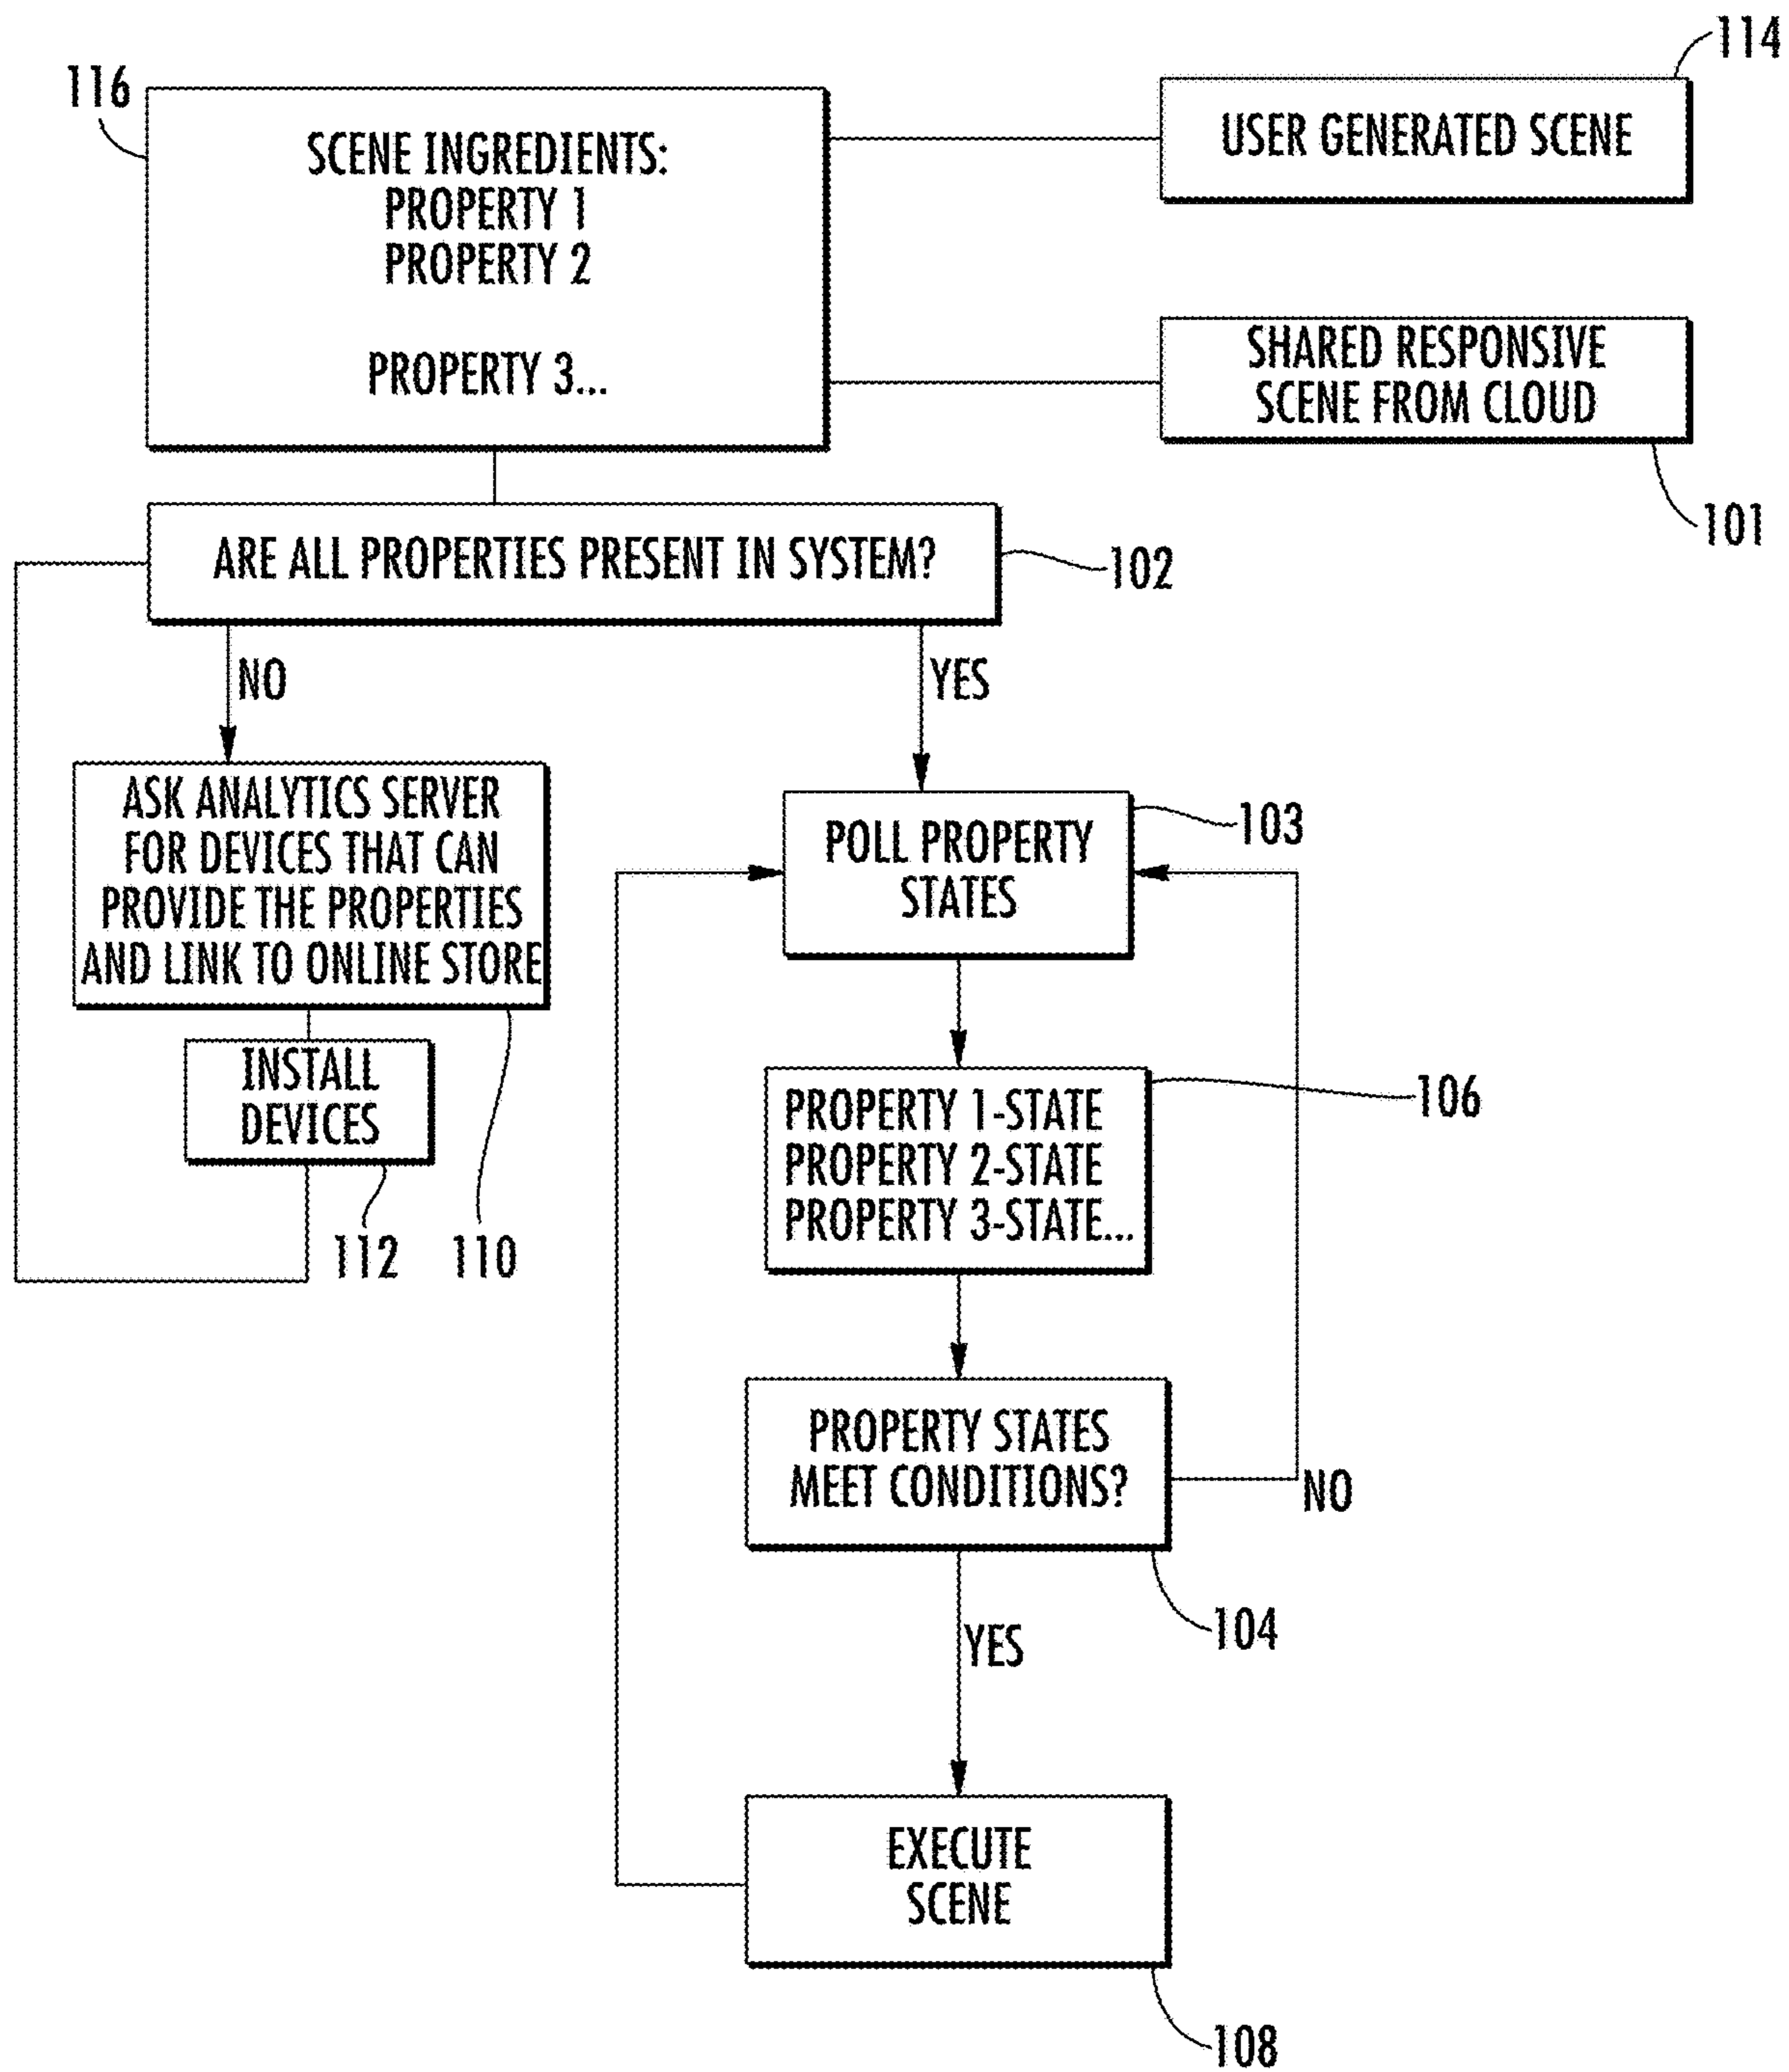 114
116
SCENE INGREDIENTS:
PROPERTY 1
PROPERTY 2
PROPERTY 3...
USER GENERATED SCENE
SHARED RESPONSIVE
SCENE FROM CLOUD
101
ARE ALL PROPERTIES PRESENT IN SYSTEM?
102
NO
YES
ASK ANALYTICS SERVER
FOR DEVICES THAT CAN
PROVIDE THE PROPERTIES
AND LINK TO ONLINE STORE
INSTALL
DEVICES
112
110
POLL PROPERTY
STATES
103
PROPERTY 1-STATE
PROPERTY 2-STATE
PROPERTY 3-STATE...
106
PROPERTY STATES
MEET CONDITIONS?
NO
104
YES
EXECUTE
SCENE
108